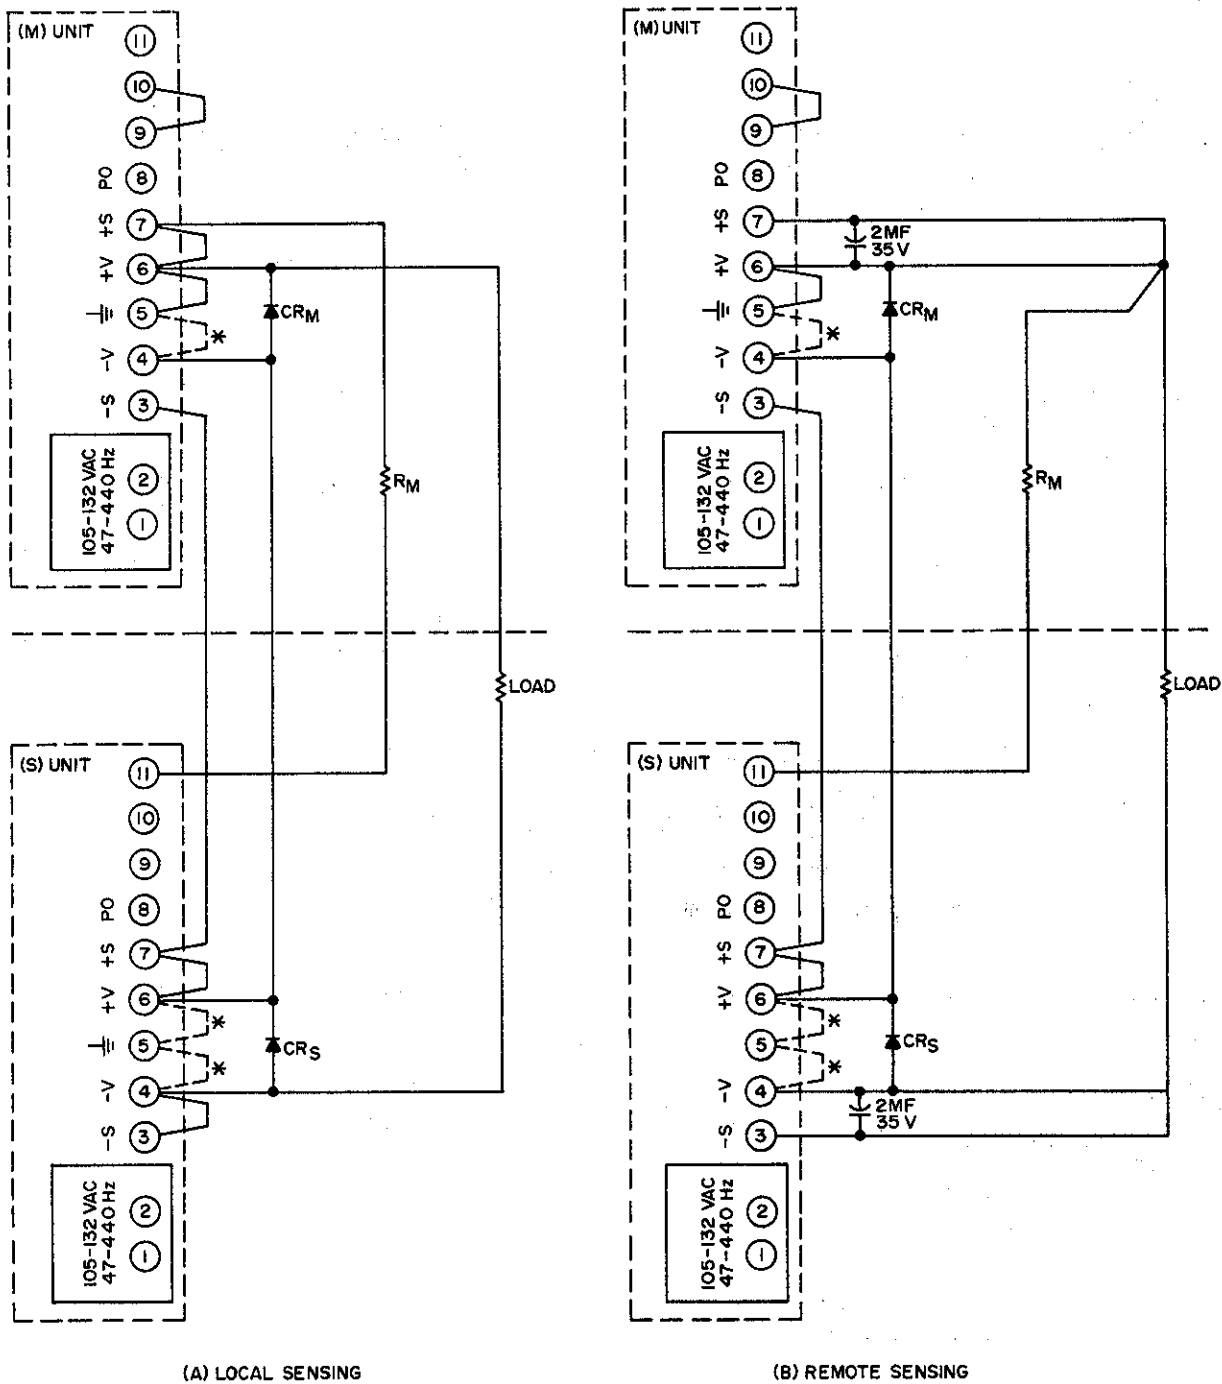 (M) UNIT
11
10
9
PO 8
+S 7
+V 6
CRM
5
*
-V 4
-S 3
105-132 VAC
47-440 Hz
2
1
RM
LOAD
(S) UNIT
11
10
9
PO 8
+S 7
+V 6
*
5
CRS
*
-V 4
-S 3
105-132 VAC
47-440 Hz
2
1
(A) LOCAL SENSING
(M) UNIT
11
10
9
PO 8
+S 7
2MF
35V
+V 6
CRM
5
*
-V 4
-S 3
105-132 VAC
47-440 Hz
2
1
RM
LOAD
(S) UNIT
11
10
9
PO 8
+S 7
+V 6
*
5
CRS
*
-V 4
2MF
35V
-S 3
105-132 VAC
47-440 Hz
2
1
(B) REMOTE SENSING